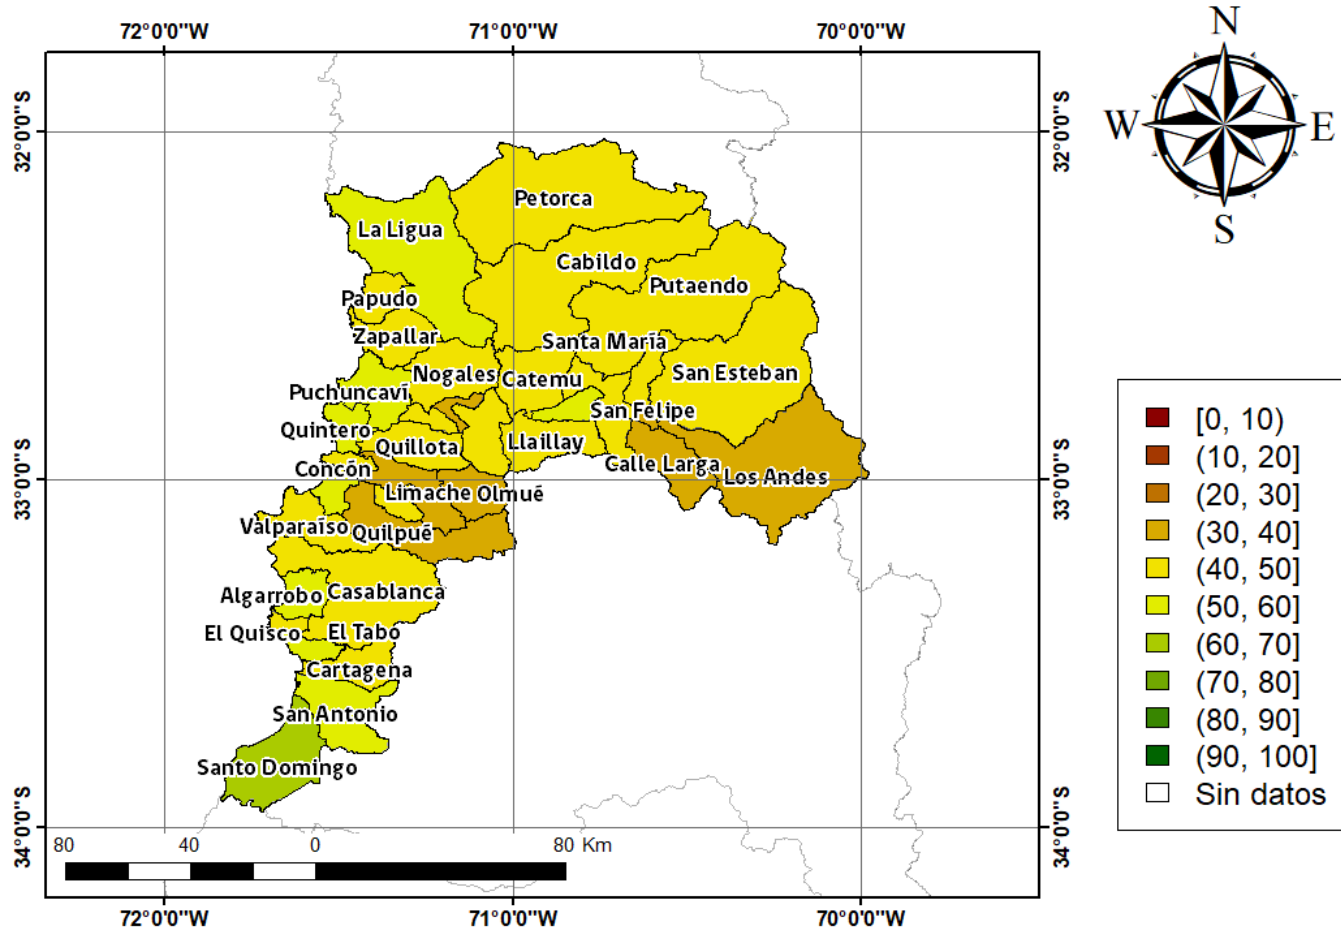 72°0'0"W 71°0'0"W 70°0'0"W
N
W E
S
32°0'0"S 32°0'0"S
Petorca
La Ligua
Cabildo
Putaendo
Papudo
Zapallar
Santa María
Nogales
Catemu
San Esteban
Puchuncaví
San Felipe
Quintero
Quillota
Llaillay
Concón
Calle Larga
Los Andes
33°0'0"S 33°0'0"S
Limache
Olmué
Valparaíso
Quilpué
Algarrobo
Casablanca
El Quisco
El Tabo
Cartagena
San Antonio
Santo Domingo
34°0'0"S 34°0'0"S
80 40 0 80 Km
72°0'0"W 71°0'0"W 70°0'0"W
[0, 10)
(10, 20]
(20, 30]
(30, 40]
(40, 50]
(50, 60]
(60, 70]
(70, 80]
(80, 90]
(90, 100]
Sin datos